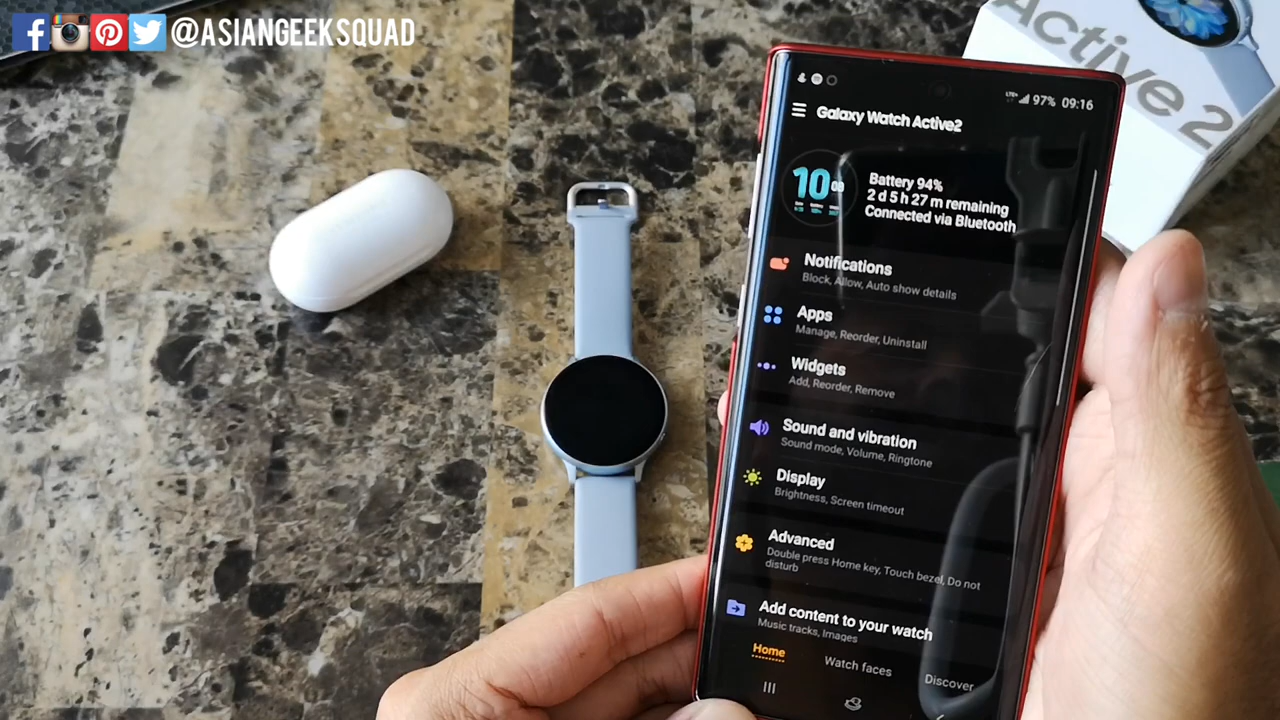 @ASIANGEEKSQUAD
Active2
LTE+ 97% 09:16
Galaxy Watch Active2
10
Battery 94%
2 d 5 h 27 m remaining
Connected via Bluetooth
Notifications
Block, Allow, Auto show details
Apps
Manage, Reorder, Uninstall
Widgets
Add, Reorder, Remove
Sound and vibration
Sound mode, Volume, Ringtone
Display
Brightness, Screen timeout
Advanced
Double press Home key, Touch bezel, Do not
disturb
Add content to your watch
Music tracks, Images
Home
Watch faces
Discover